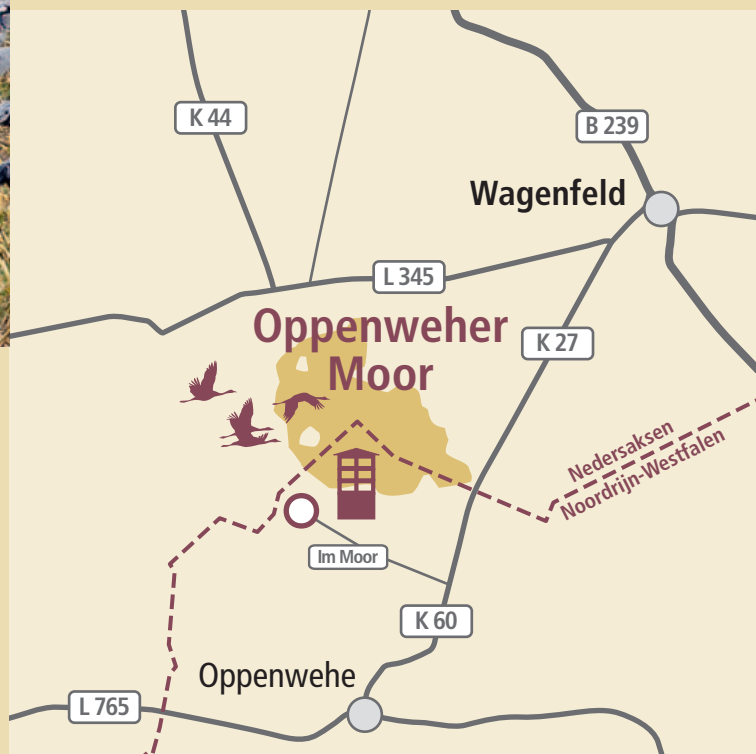 K 44
B 239
Wagenfeld
L 345
Oppenweher
Moor
K 27
Nedersaksen
Noordrijn-Westfalen
Im Moor
K 60
Oppenwehe
L 765